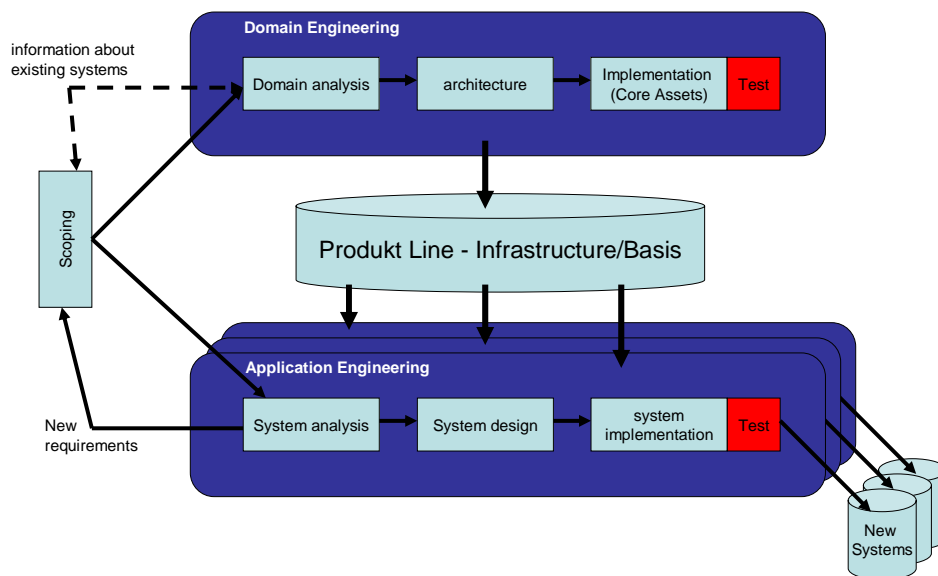 Domain Engineering
information about
existing systems
Domain analysis
architecture
Implementation
(Core Assets)
Test
Scoping
Produkt Line - Infrastructure/Basis
Application Engineering
System analysis
System design
system
implementation
Test
New
requirements
New
Systems